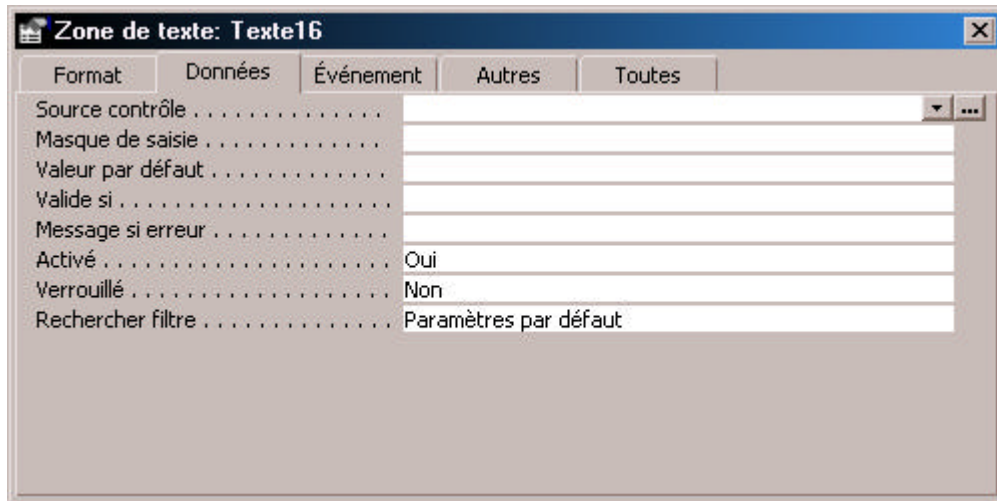 Zone de texte: Texte16
Format Données Événement Autres Toutes
Source contrôle . . . . . . . . . . . . . . .
Masque de saisie . . . . . . . . . . . . .
Valeur par défaut . . . . . . . . . . . . .
Valide si . . . . . . . . . . . . . . . . . . . . .
Message si erreur . . . . . . . . . . . . .
Activé . . . . . . . . . . . . . . . . . . . . . . Oui
Verrouillé . . . . . . . . . . . . . . . . . . . . Non
Rechercher filtre . . . . . . . . . . . . . . Paramètres par défaut